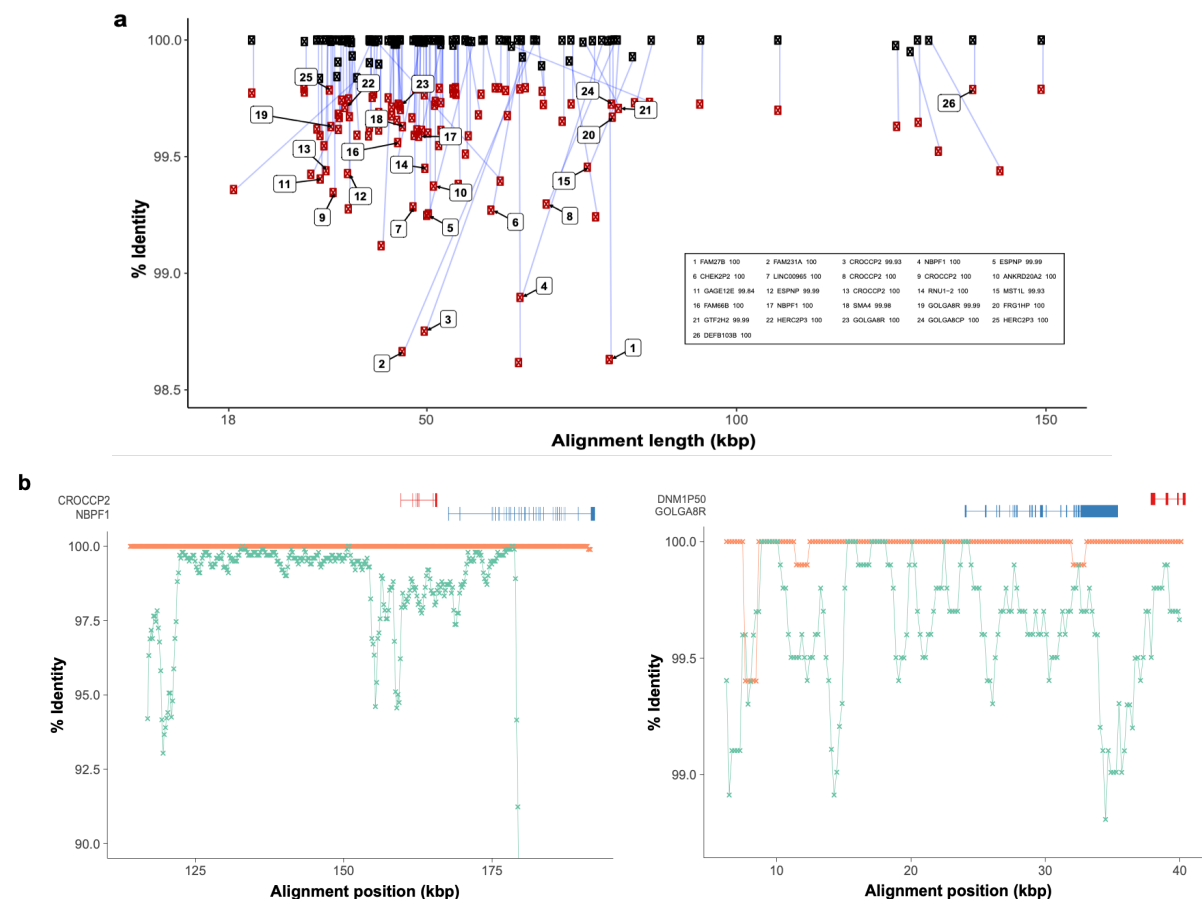 a
100.0
99.5
99.0
98.5
% Identity
25
22
23
24
21
26
19
18
20
17
16
13
14
15
11
12
10
9
7
5
6
8
4
3
2
1
1 FAM27B 100 2 FAM231A 100 3 CROCCP2 99.93 4 NBPF1 100 5 ESPNP 99.99
6 CHEK2P2 100 7 LINC00965 100 8 CROCCP2 100 9 CROCCP2 100 10 ANKRD20A2 100
11 GAGE12E 99.84 12 ESPNP 99.99 13 CROCCP2 100 14 RNU1−2 100 15 MST1L 99.93
16 FAM66B 100 17 NBPF1 100 18 SMA4 99.98 19 GOLGA8R 99.99 20 FRG1HP 100
21 GTF2H2 99.99 22 HERC2P3 100 23 GOLGA8R 100 24 GOLGA8CP 100 25 HERC2P3 100
26 DEFB103B 100
18 50 100 150
Alignment length (kbp)
b
CROCCP2
NBPF1
100.0
97.5
95.0
92.5
90.0
% Identity
125 150 175
Alignment position (kbp)
DNM1P50
GOLGA8R
100.0
99.5
99.0
% Identity
10 20 30 40
Alignment position (kbp)